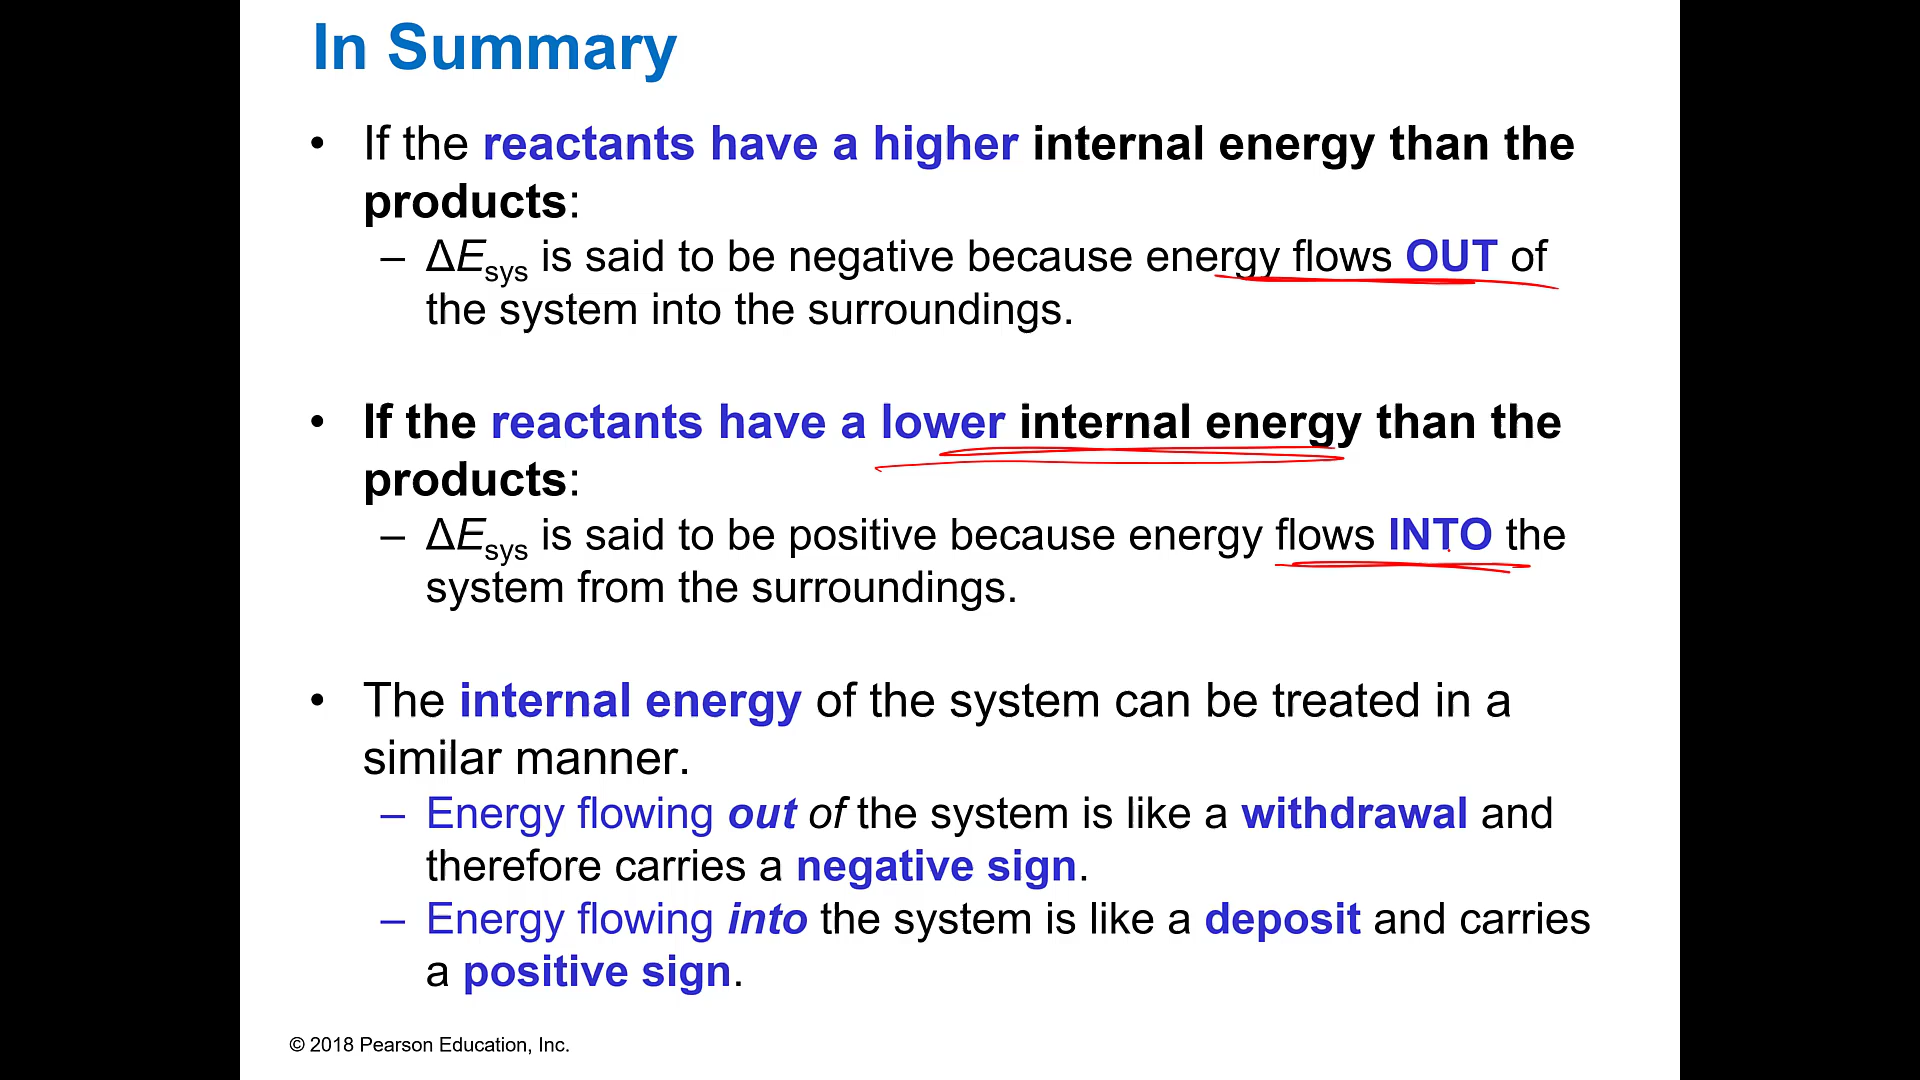 In Summary
• If the reactants have a higher internal energy than the
products:
– ΔEsys is said to be negative because energy flows OUT of
the system into the surroundings.
• If the reactants have a lower internal energy than the
products:
– ΔEsys is said to be positive because energy flows INTO the
system from the surroundings.
• The internal energy of the system can be treated in a
similar manner.
– Energy flowing out of the system is like a withdrawal and
therefore carries a negative sign.
– Energy flowing into the system is like a deposit and carries
a positive sign.
© 2018 Pearson Education, Inc.